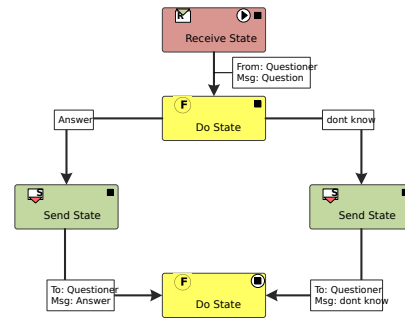 R
Receive State
From: Questioner
Msg: Question
F
Do State
Answer
dont know
S
Send State
S
Send State
To: Questioner
Msg: Answer
F
Do State
To: Questioner
Msg: dont know